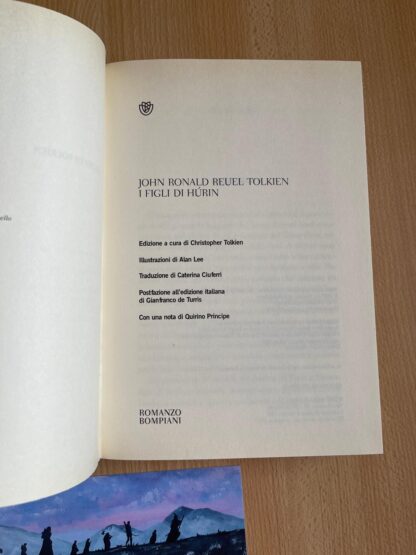 ello
JOHN RONALD REUEL TOLKIEN
I FIGLI DI HÚRIN
Edizione a cura di Christopher Tolkien
Illustrazioni di Alan Lee
Traduzione di Caterina Ciuferri
Postfazione all'edizione italiana
di Gianfranco de Turris
Con una nota di Quirino Principe
ROMANZO
BOMPIANI